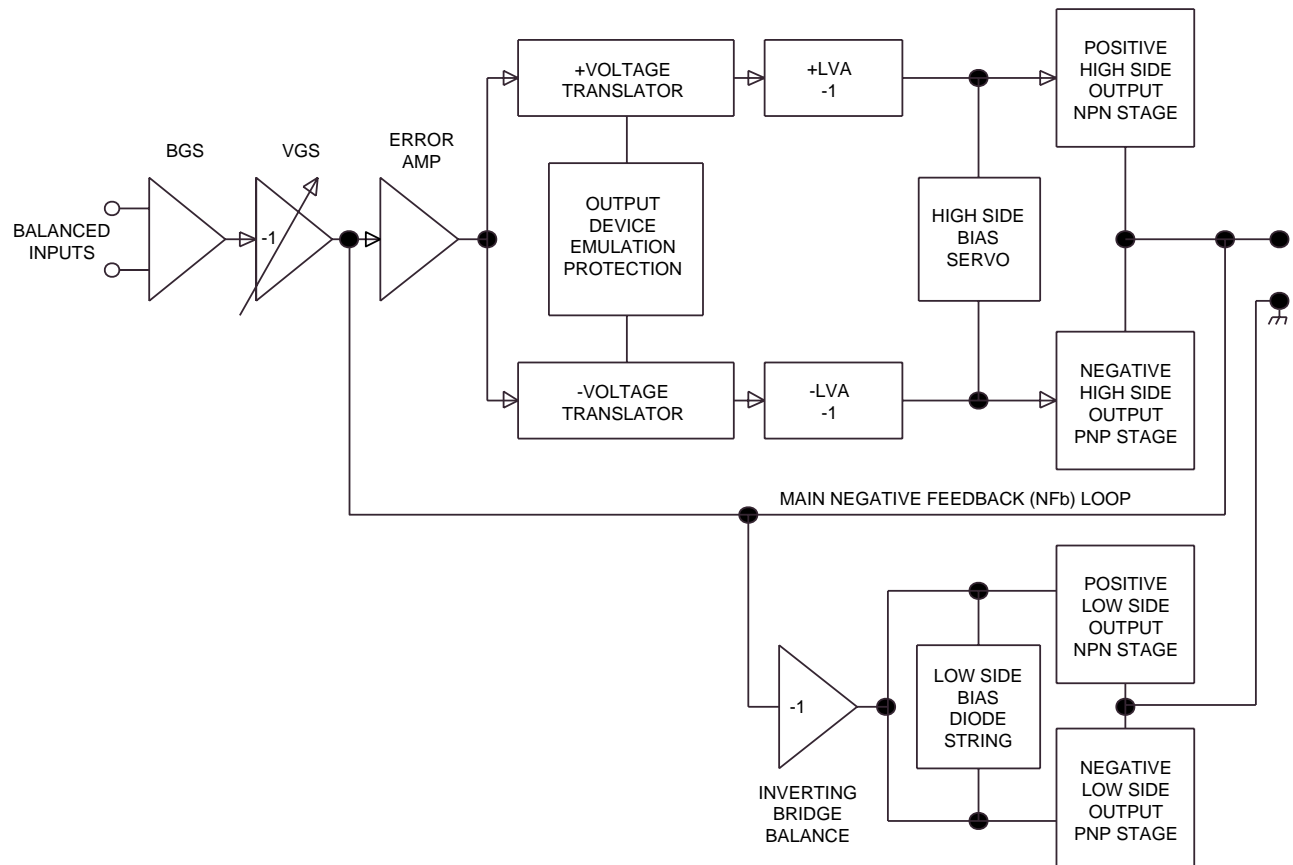 POSITIVE
HIGH SIDE
OUTPUT
NPN STAGE
+VOLTAGE
TRANSLATOR
+LVA
-1
ERROR
AMP
BGS
VGS
BALANCED
INPUTS
-1
OUTPUT
DEVICE
EMULATION
PROTECTION
HIGH SIDE
BIAS
SERVO
-VOLTAGE
TRANSLATOR
-LVA
-1
NEGATIVE
HIGH SIDE
OUTPUT
PNP STAGE
MAIN NEGATIVE FEEDBACK (NFb) LOOP
POSITIVE
LOW SIDE
OUTPUT
NPN STAGE
-1
LOW SIDE
BIAS
DIODE
STRING
INVERTING
BRIDGE
BALANCE
NEGATIVE
LOW SIDE
OUTPUT
PNP STAGE